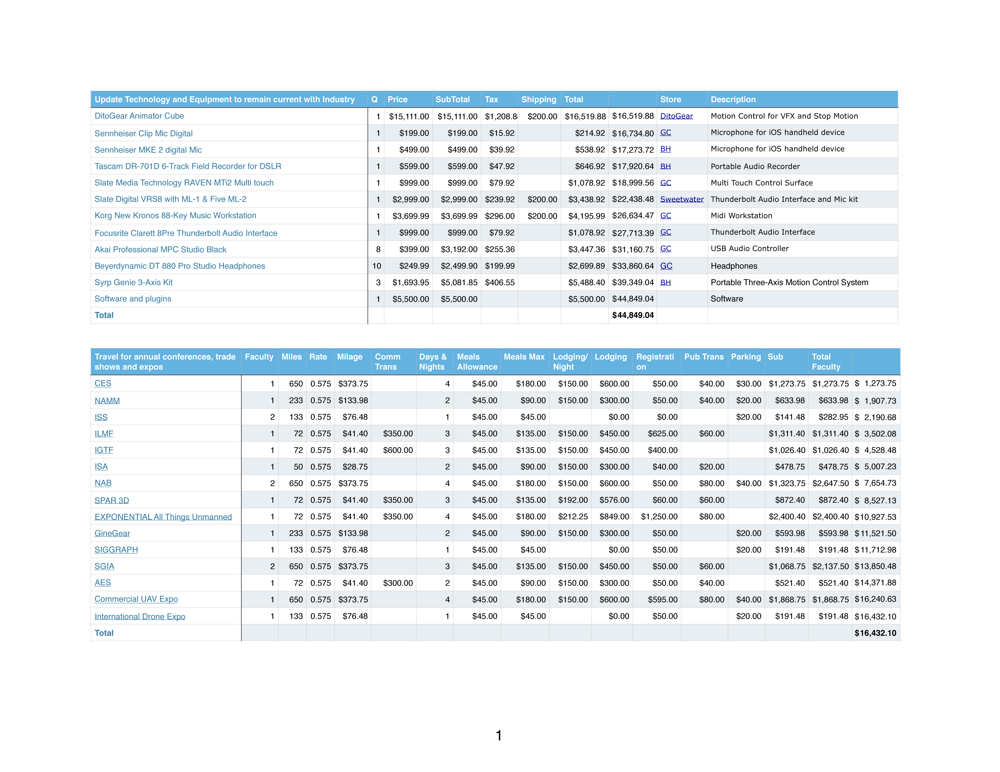 Update Technology and Equipment to remain current with Industry Q Price SubTotal Tax Shipping Total Store Description
DitoGear Animator Cube 1 $15,111.00 $15,111.00 $1,208.8 $200.00 $16,519.88 $16,519.88 DitoGear Motion Control for VFX and Stop Motion
Sennheiser Clip Mic Digital 1 $199.00 $199.00 $15.92 $214.92 $16,734.80 GC Microphone for iOS handheld device
Sennheiser MKE 2 digital Mic 1 $499.00 $499.00 $39.92 $538.92 $17,273.72 BH Microphone for iOS handheld device
Tascam DR-701D 6-Track Field Recorder for DSLR 1 $599.00 $599.00 $47.92 $646.92 $17,920.64 BH Portable Audio Recorder
Slate Media Technology RAVEN MTi2 Multi touch 1 $999.00 $999.00 $79.92 $1,078.92 $18,999.56 GC Multi Touch Control Surface
Slate Digital VRS8 with ML-1 & Five ML-2 1 $2,999.00 $2,999.00 $239.92 $200.00 $3,438.92 $22,438.48 Sweetwater Thunderbolt Audio Interface and Mic kit
Korg New Kronos 88-Key Music Workstation 1 $3,699.99 $3,699.99 $296.00 $200.00 $4,195.99 $26,634.47 GC Midi Workstation
Focusrite Clarett 8Pre Thunderbolt Audio Interface 1 $999.00 $999.00 $79.92 $1,078.92 $27,713.39 GC Thunderbolt Audio Interface
Akai Professional MPC Studio Black 8 $399.00 $3,192.00 $255.36 $3,447.36 $31,160.75 GC USB Audio Controller
Beyerdynamic DT 880 Pro Studio Headphones 10 $249.99 $2,499.90 $199.99 $2,699.89 $33,860.64 GC Headphones
Syrp Genie 3-Axis Kit 3 $1,693.95 $5,081.85 $406.55 $5,488.40 $39,349.04 BH Portable Three-Axis Motion Control System
Software and plugins 1 $5,500.00 $5,500.00 $5,500.00 $44,849.04 Software
Total $44,849.04
Travel for annual conferences, trade Faculty Miles Rate Milage Comm Days & Meals Meals Max Lodging/ Lodging Registrati Pub Trans Parking Sub Total
shows and expos Trans Nights Allowance Night on Faculty
CES 1 650 0.575 $373.75 4 $45.00 $180.00 $150.00 $600.00 $50.00 $40.00 $30.00 $1,273.75 $1,273.75 $ 1,273.75
NAMM 1 233 0.575 $133.98 2 $45.00 $90.00 $150.00 $300.00 $50.00 $40.00 $20.00 $633.98 $633.98 $ 1,907.73
ISS 2 133 0.575 $76.48 1 $45.00 $45.00 $0.00 $0.00 $20.00 $141.48 $282.95 $ 2,190.68
ILMF 1 72 0.575 $41.40 $350.00 3 $45.00 $135.00 $150.00 $450.00 $625.00 $60.00 $1,311.40 $1,311.40 $ 3,502.08
IGTF 1 72 0.575 $41.40 $600.00 3 $45.00 $135.00 $150.00 $450.00 $400.00 $1,026.40 $1,026.40 $ 4,528.48
ISA 1 50 0.575 $28.75 2 $45.00 $90.00 $150.00 $300.00 $40.00 $20.00 $478.75 $478.75 $ 5,007.23
NAB 2 650 0.575 $373.75 4 $45.00 $180.00 $150.00 $600.00 $50.00 $80.00 $40.00 $1,323.75 $2,647.50 $ 7,654.73
SPAR 3D 1 72 0.575 $41.40 $350.00 3 $45.00 $135.00 $192.00 $576.00 $60.00 $60.00 $872.40 $872.40 $ 8,527.13
EXPONENTIAL All Things Unmanned 1 72 0.575 $41.40 $350.00 4 $45.00 $180.00 $212.25 $849.00 $1,250.00 $80.00 $2,400.40 $2,400.40 $10,927.53
GineGear 1 233 0.575 $133.98 2 $45.00 $90.00 $150.00 $300.00 $50.00 $20.00 $593.98 $593.98 $11,521.50
SIGGRAPH 1 133 0.575 $76.48 1 $45.00 $45.00 $0.00 $50.00 $20.00 $191.48 $191.48 $11,712.98
SGIA 2 650 0.575 $373.75 3 $45.00 $135.00 $150.00 $450.00 $50.00 $60.00 $1,068.75 $2,137.50 $13,850.48
AES 1 72 0.575 $41.40 $300.00 2 $45.00 $90.00 $150.00 $300.00 $50.00 $40.00 $521.40 $521.40 $14,371.88
Commercial UAV Expo 1 650 0.575 $373.75 4 $45.00 $180.00 $150.00 $600.00 $595.00 $80.00 $40.00 $1,868.75 $1,868.75 $16,240.63
International Drone Expo 1 133 0.575 $76.48 1 $45.00 $45.00 $0.00 $50.00 $20.00 $191.48 $191.48 $16,432.10
Total $16,432.10
1